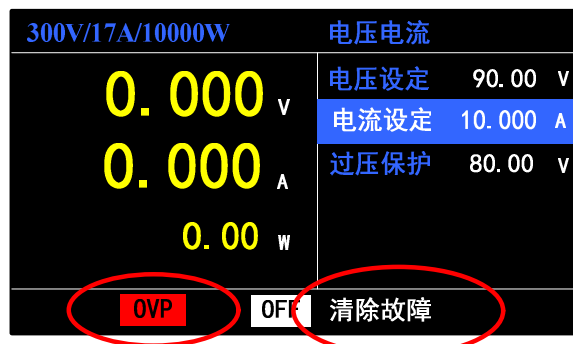 300V/17A/10000W 电压电流
0.000 V
0.000 A
0.00 W
电压设定 90.00 V
电流设定 10.000 A
过压保护 80.00 V
OVP OFF 清除故障